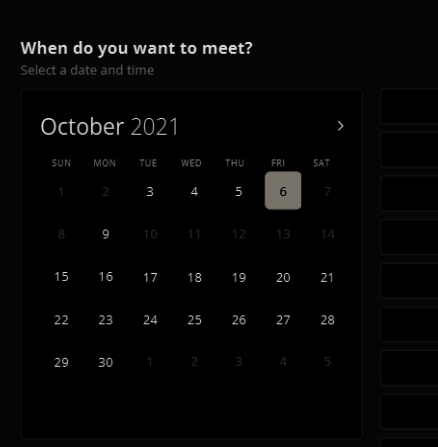 When do you want to meet?
Select a date and time
October 2021
SUN MON TUE WED THU FRI SAT
1 2 3 4 5 6 7
8 9 10 11 12 13 14
15 16 17 18 19 20 21
22 23 24 25 26 27 28
29 30 1 2 3 4 5